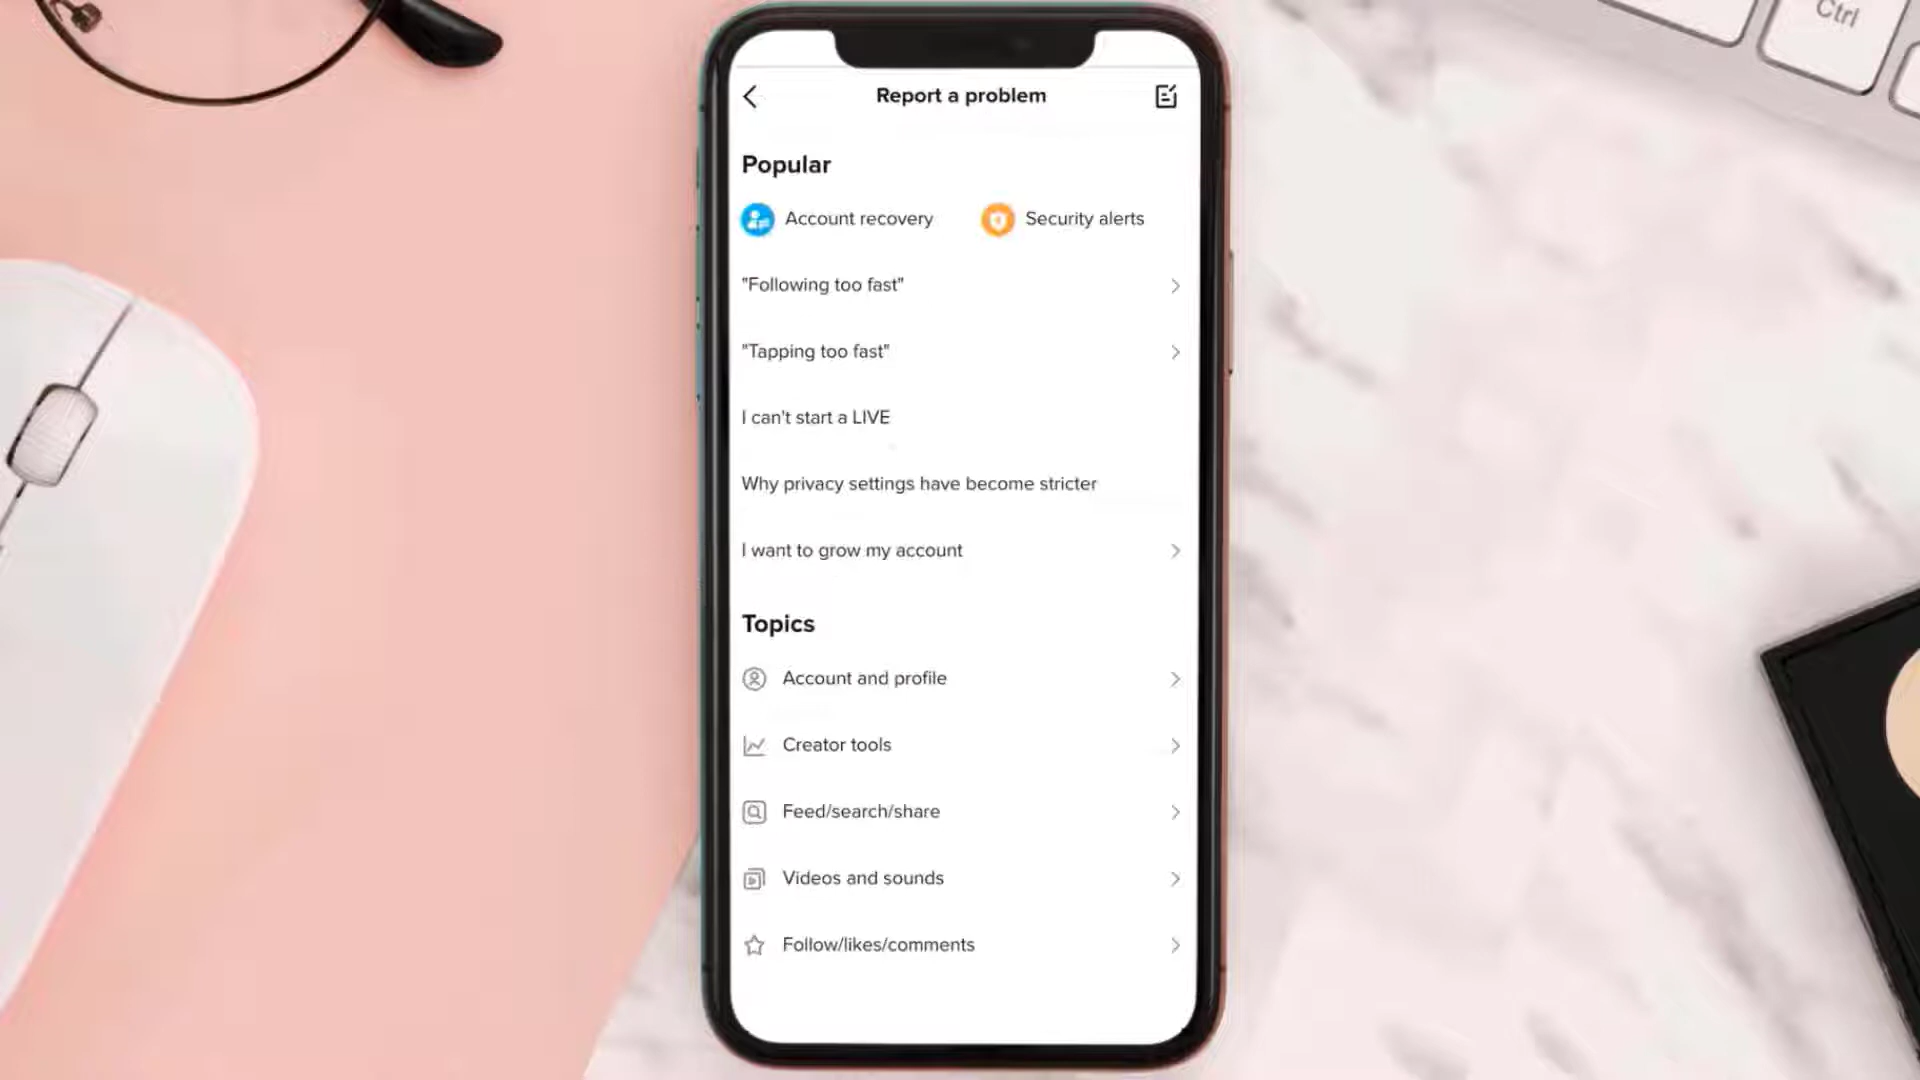 Ctrl
Report a problem
Popular
Account recovery
Security alerts
"Following too fast"
"Tapping too fast"
I can't start a LIVE
Why privacy settings have become stricter
I want to grow my account
Topics
Account and profile
Creator tools
Feed/search/share
Videos and sounds
Follow/likes/comments